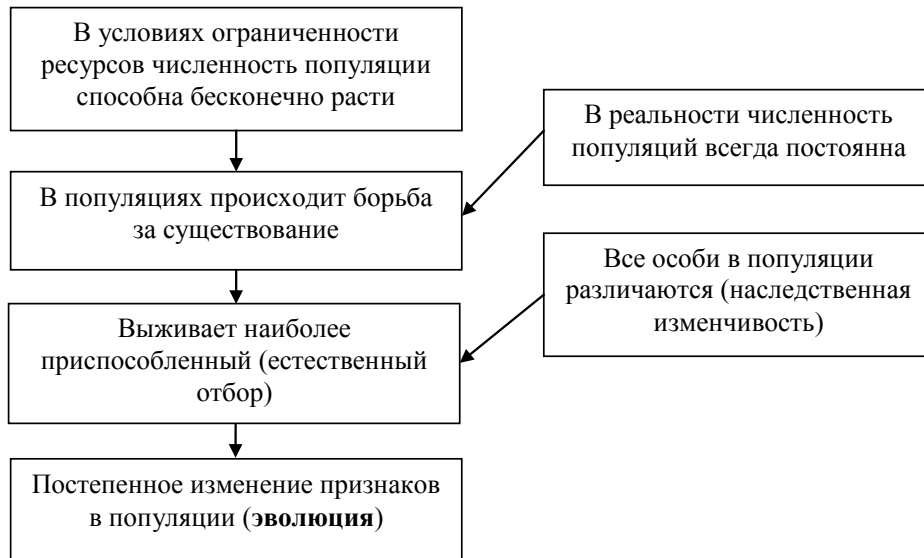 В условиях ограниченности
ресурсов численность популяции
способна бесконечно расти
В реальности численность
популяций всегда постоянна
В популяциях происходит борьба
за существование
Все особи в популяции
различаются (наследственная
изменчивость)
Выживает наиболее
приспособленный (естественный
отбор)
Постепенное изменение признаков
в популяции (эволюция)